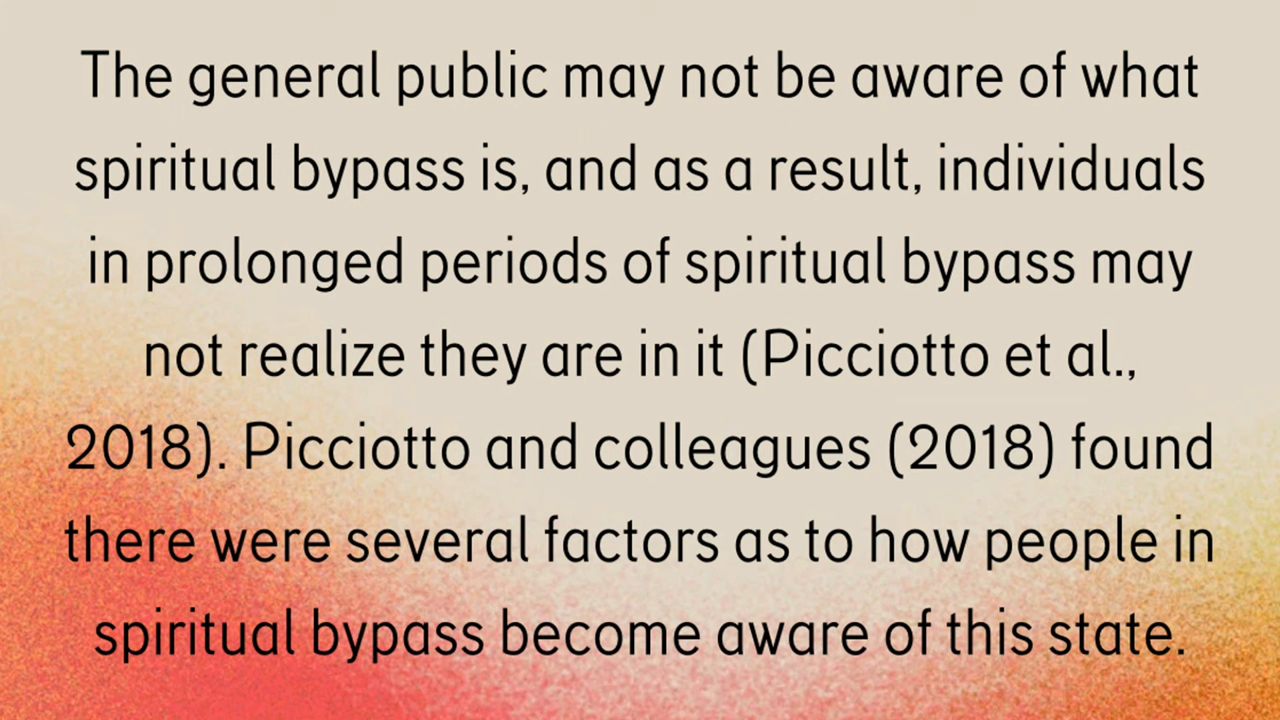 The general public may not be aware of what
spiritual bypass is, and as a result, individuals
in prolonged periods of spiritual bypass may
not realize they are in it (Picciotto et al.,
2018). Picciotto and colleagues (2018) found
there were several factors as to how people in
spiritual bypass become aware of this state.